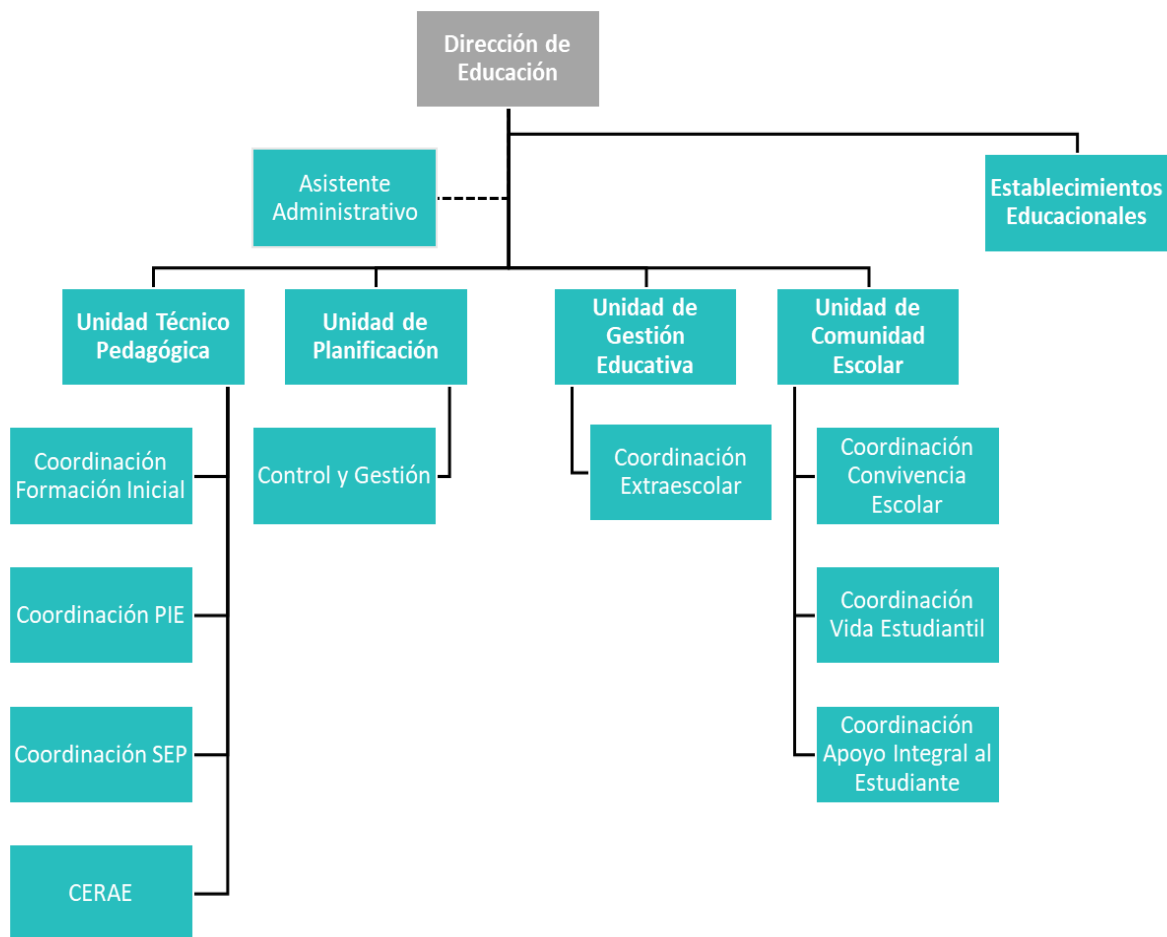 Dirección de
Educación
Asistente
Administrativo
Establecimientos
Educacionales
Unidad Técnico
Pedagógica
Unidad de
Planificación
Unidad de
Gestión
Educativa
Unidad de
Comunidad
Escolar
Coordinación
Formación Inicial
Control y Gestión
Coordinación
Extraescolar
Coordinación
Convivencia
Escolar
Coordinación PIE
Coordinación
Vida Estudiantil
Coordinación SEP
Coordinación
Apoyo Integral al
Estudiante
CERAE